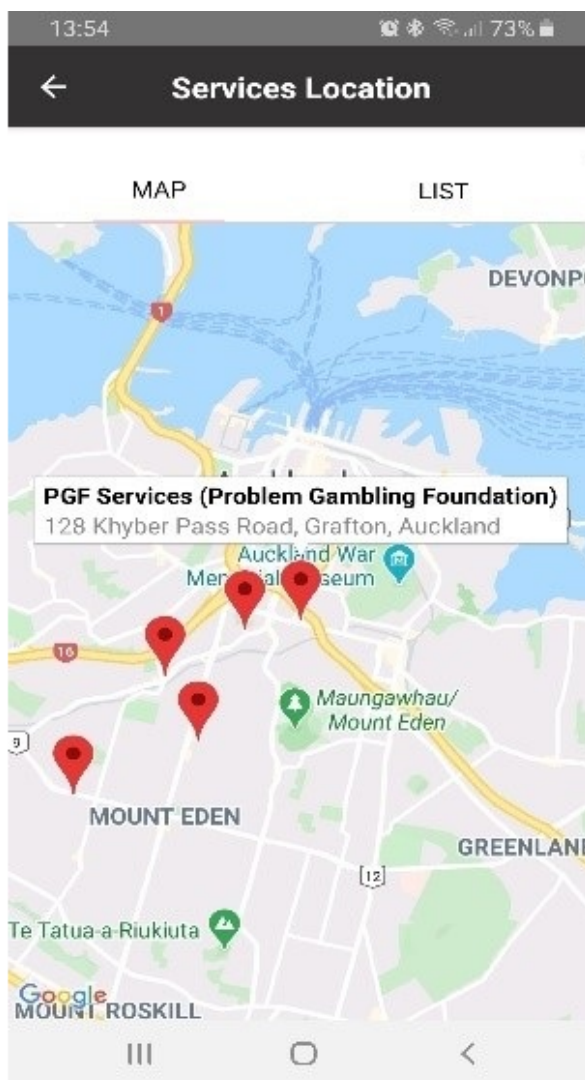 13:54
73%
Services Location
MAP
LIST
DEVONP
1
PGF Services (Problem Gambling Foundation)
128 Khyber Pass Road, Grafton, Auckland
Auckland War
Memorial Museum
16
Maungawhau/
Mount Eden
9
MOUNT EDEN
GREENLAN
12
Te Tatua-a-Riukiuta
Google
MOUNT ROSKILL